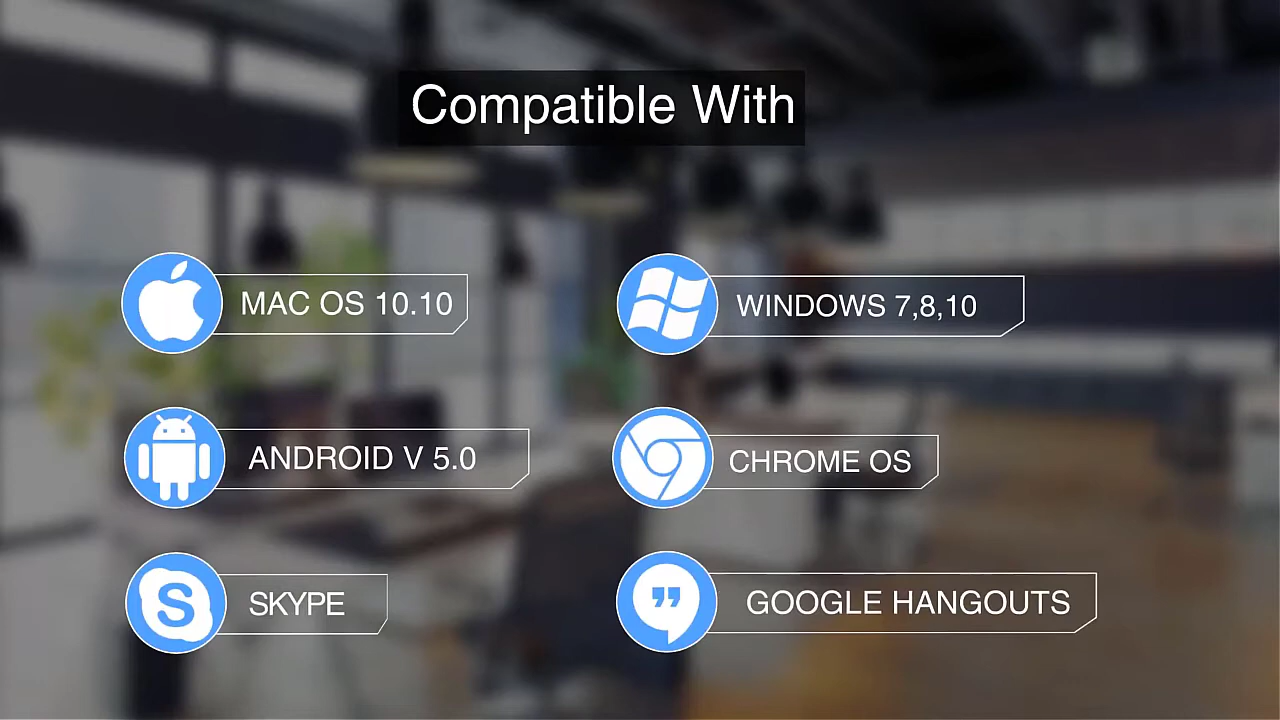 Compatible With
MAC OS 10.10
WINDOWS 7,8,10
ANDROID V 5.0
CHROME OS
SKYPE
GOOGLE HANGOUTS